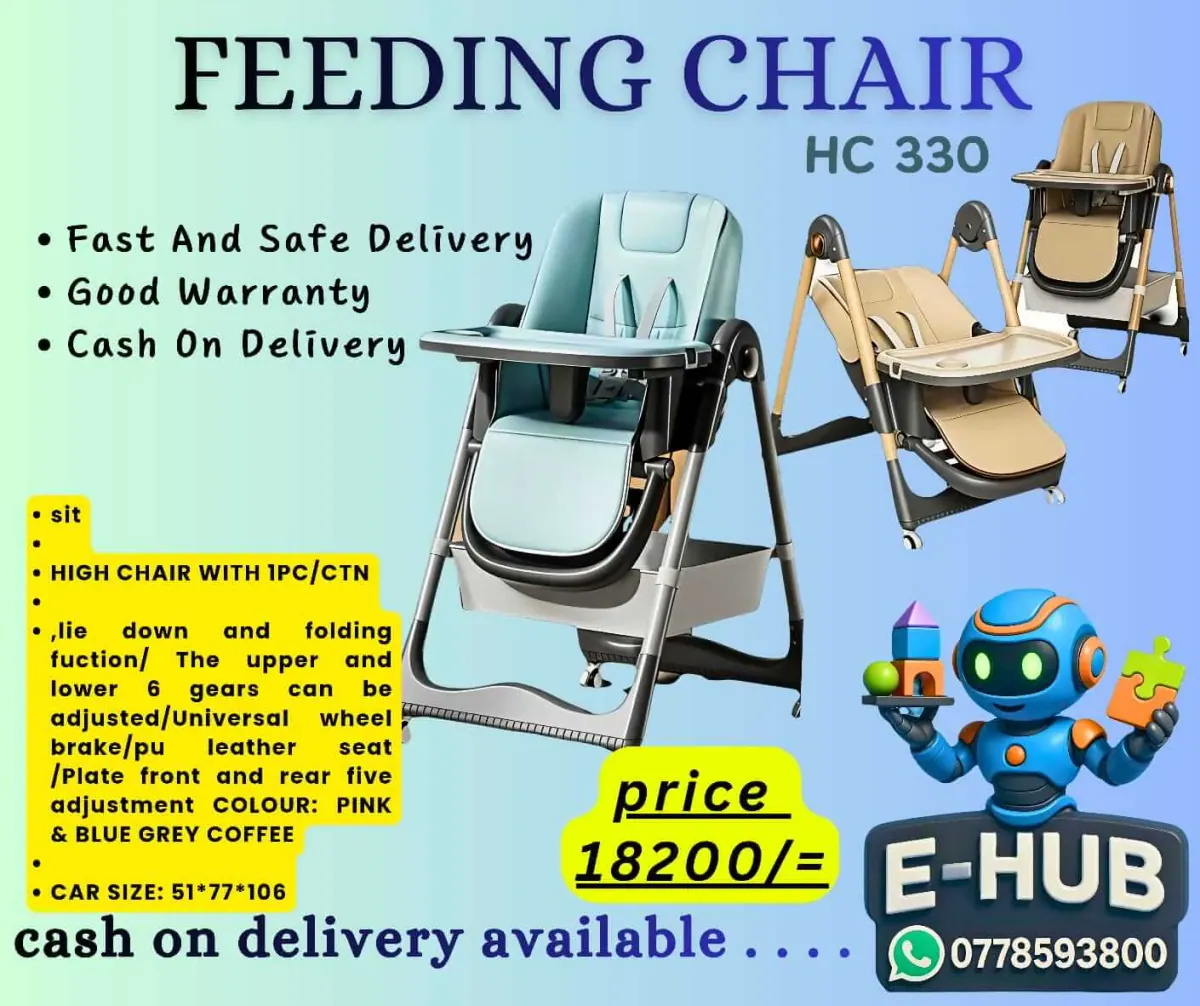 FEEDING CHAIR
HC 330
• Fast And Safe Delivery
• Good Warranty
• Cash On Delivery
• sit
•
• HIGH CHAIR WITH 1PC/CTN
•
• ,lie down and folding
fuction/ The upper and
lower 6 gears can be
adjusted/Universal wheel
brake/pu leather seat
/Plate front and rear five
adjustment COLOUR: PINK
& BLUE GREY COFFEE
•
• CAR SIZE: 51*77*106
price
18200/=
E-HUB
0778593800
cash on delivery available . . . .